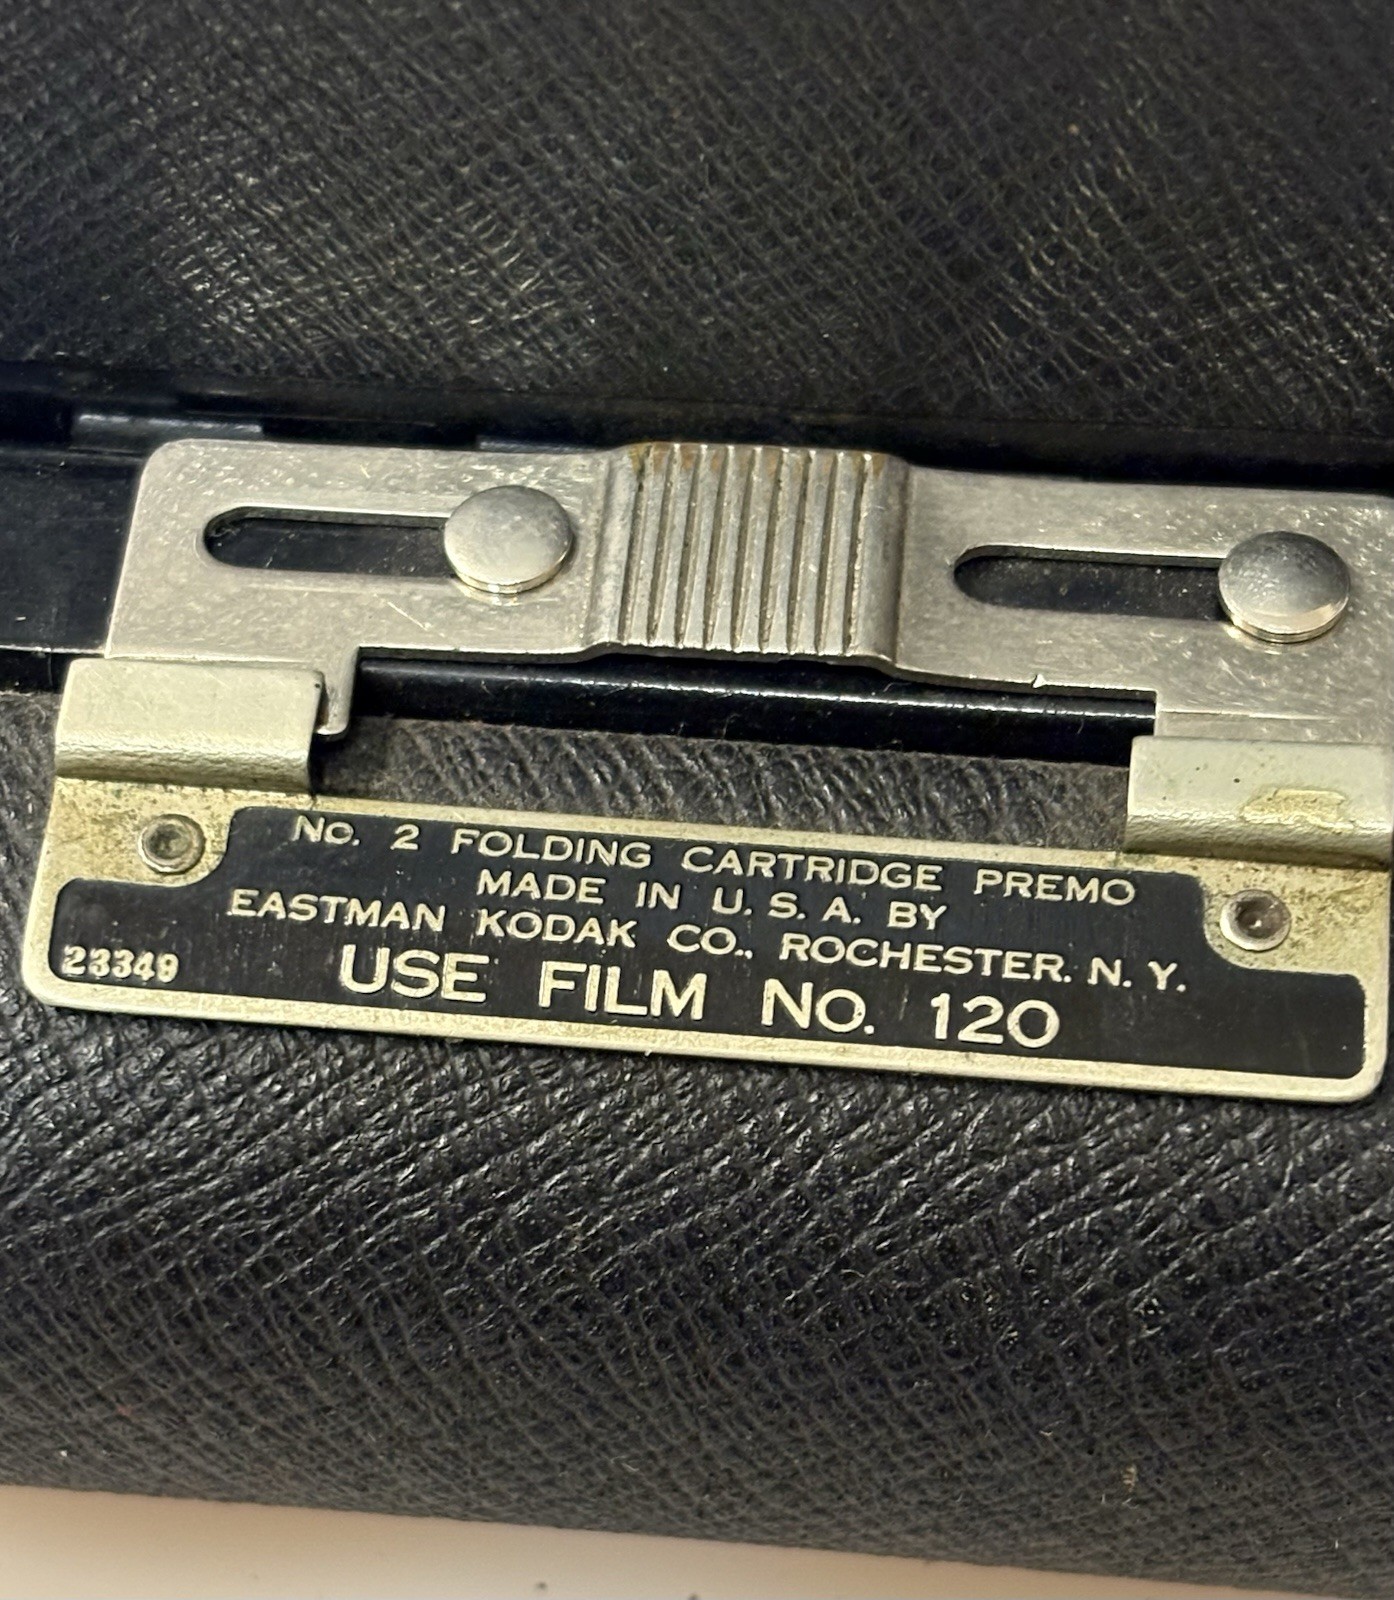 No. 2 FOLDING CARTRIDGE PREMO
MADE IN U. S. A. BY
EASTMAN KODAK CO., ROCHESTER. N. Y.
23349
USE FILM NO. 120